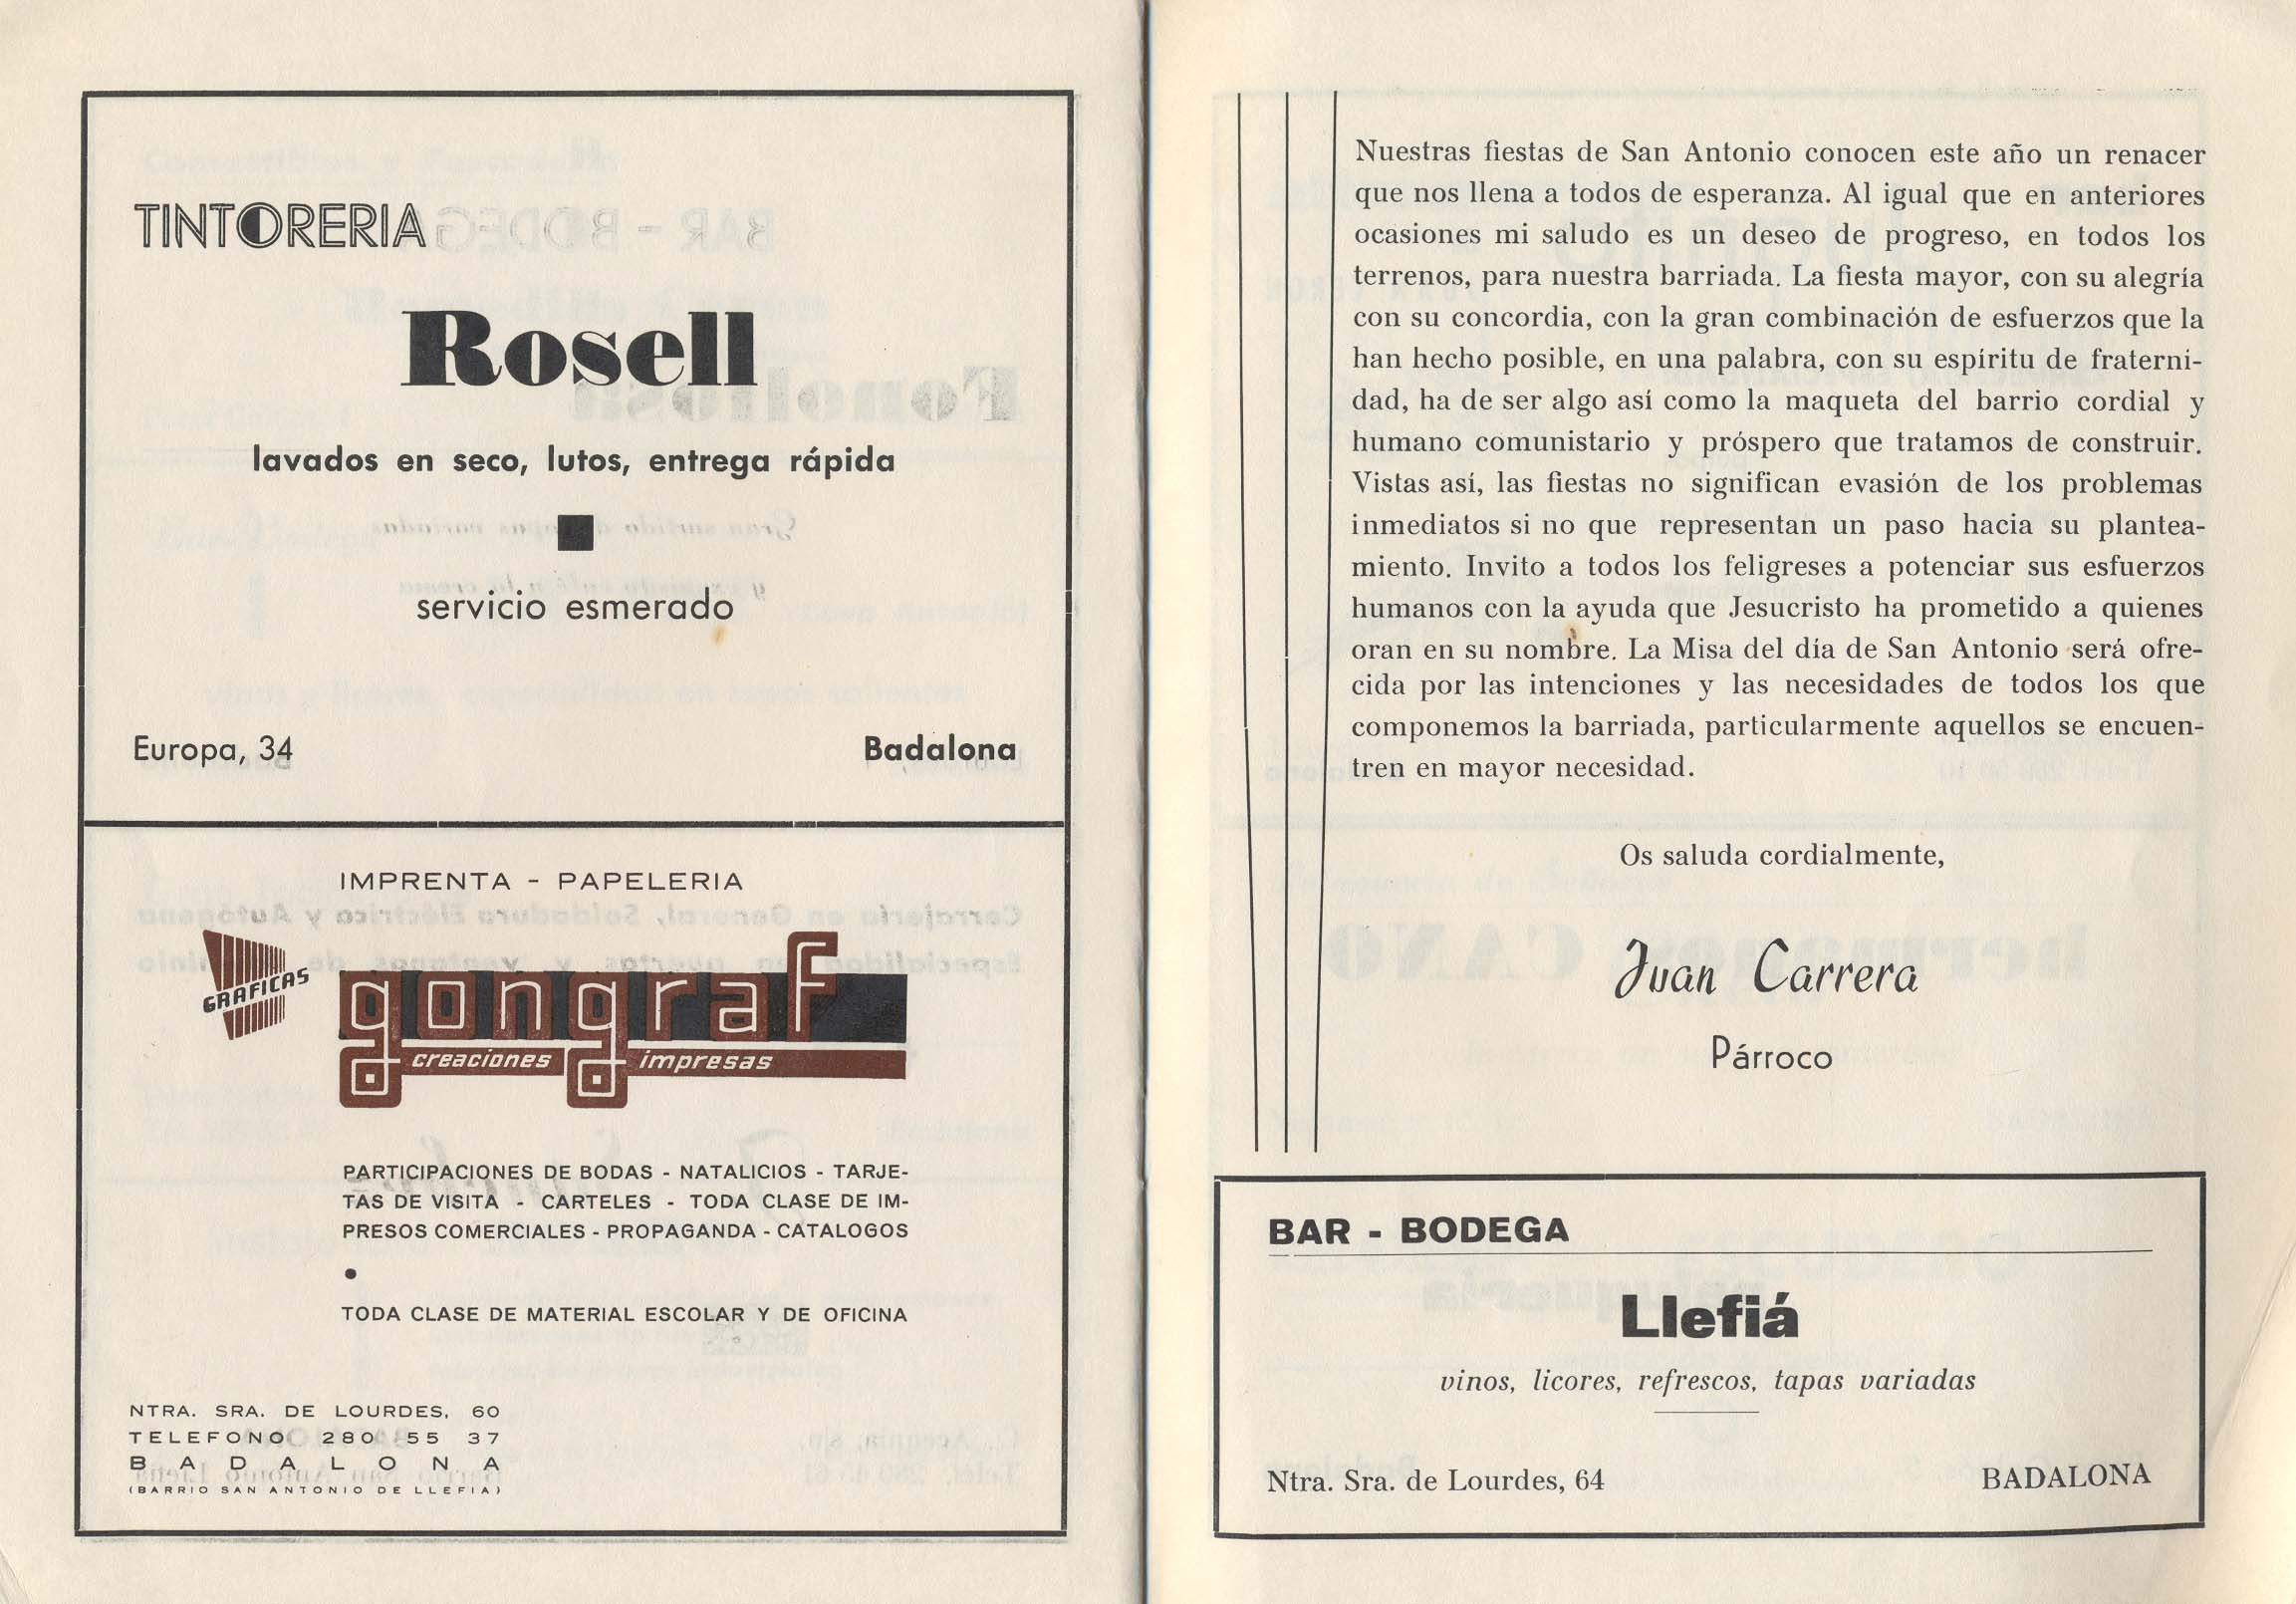 TINTORERIA
Rosell
lavados en seco, lutos, entrega rápida
servicio esmerado
Europa, 34
Badalona
IMPRENTA - PAPELERIA
GRAFICAS
gongraf
creaciones impresas
PARTICIPACIONES DE BODAS - NATALICIOS - TARJE-
TAS DE VISITA - CARTELES - TODA CLASE DE IM-
PRESOS COMERCIALES - PROPAGANDA - CATALOGOS
TODA CLASE DE MATERIAL ESCOLAR Y DE OFICINA
NTRA. SRA. DE LOURDES, 60
TELEFONO 280 55 37
BADALONA
(BARRIO SAN ANTONIO DE LLEFIA)
Nuestras fiestas de San Antonio conocen este año un renacer
que nos llena a todos de esperanza. Al igual que en anteriores
ocasiones mi saludo es un deseo de progreso, en todos los
terrenos, para nuestra barriada. La fiesta mayor, con su alegría
con su concordia, con la gran combinación de esfuerzos que la
han hecho posible, en una palabra, con su espíritu de fraterni-
dad, ha de ser algo así como la maqueta del barrio cordial y
humano comunistario y próspero que tratamos de construir.
Vistas así, las fiestas no significan evasión de los problemas
inmediatos si no que representan un paso hacia su plantea-
miento. Invito a todos los feligreses a potenciar sus esfuerzos
humanos con la ayuda que Jesucristo ha prometido a quienes
oran en su nombre. La Misa del día de San Antonio será ofre-
cida por las intenciones y las necesidades de todos los que
componemos la barriada, particularmente aquellos se encuen-
tren en mayor necesidad.
Os saluda cordialmente,
Juan Carrera
Párroco
BAR - BODEGA
Llefiá
vinos, licores, refrescos, tapas variadas
Ntra. Sra. de Lourdes, 64
BADALONA